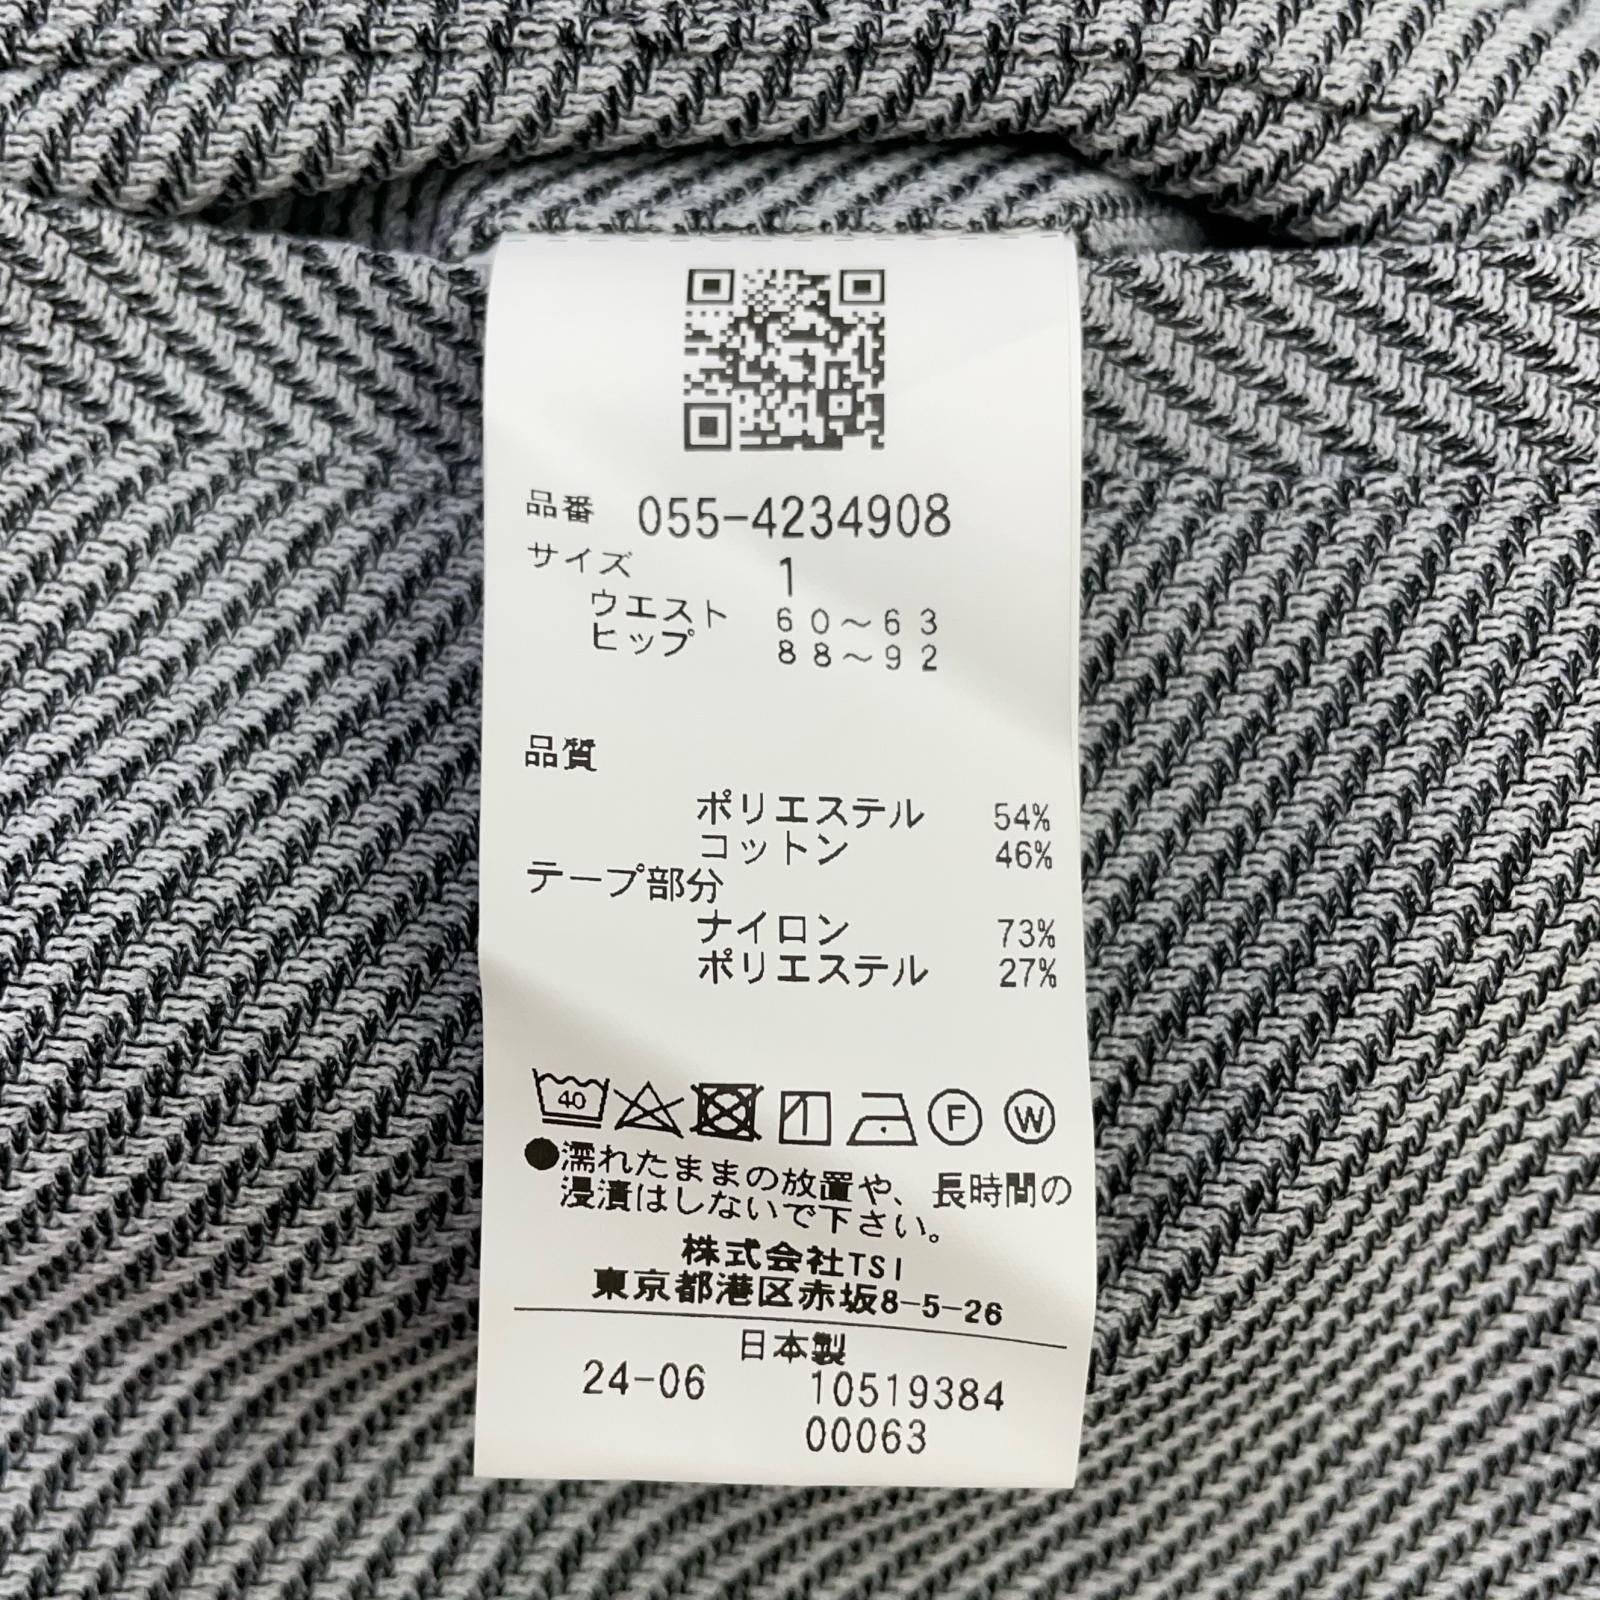 品番 055-4234908
サイズ 1
ウエスト 60～63
ヒップ 88～92
品質
ポリエステル 54%
コットン 46%
テープ部分
ナイロン 73%
ポリエステル 27%
40 F W
●濡れたままの放置や、長時間の
浸漬はしないで下さい。
株式会社TSI
東京都港区赤坂8-5-26
日本製
24-06 10519384
00063